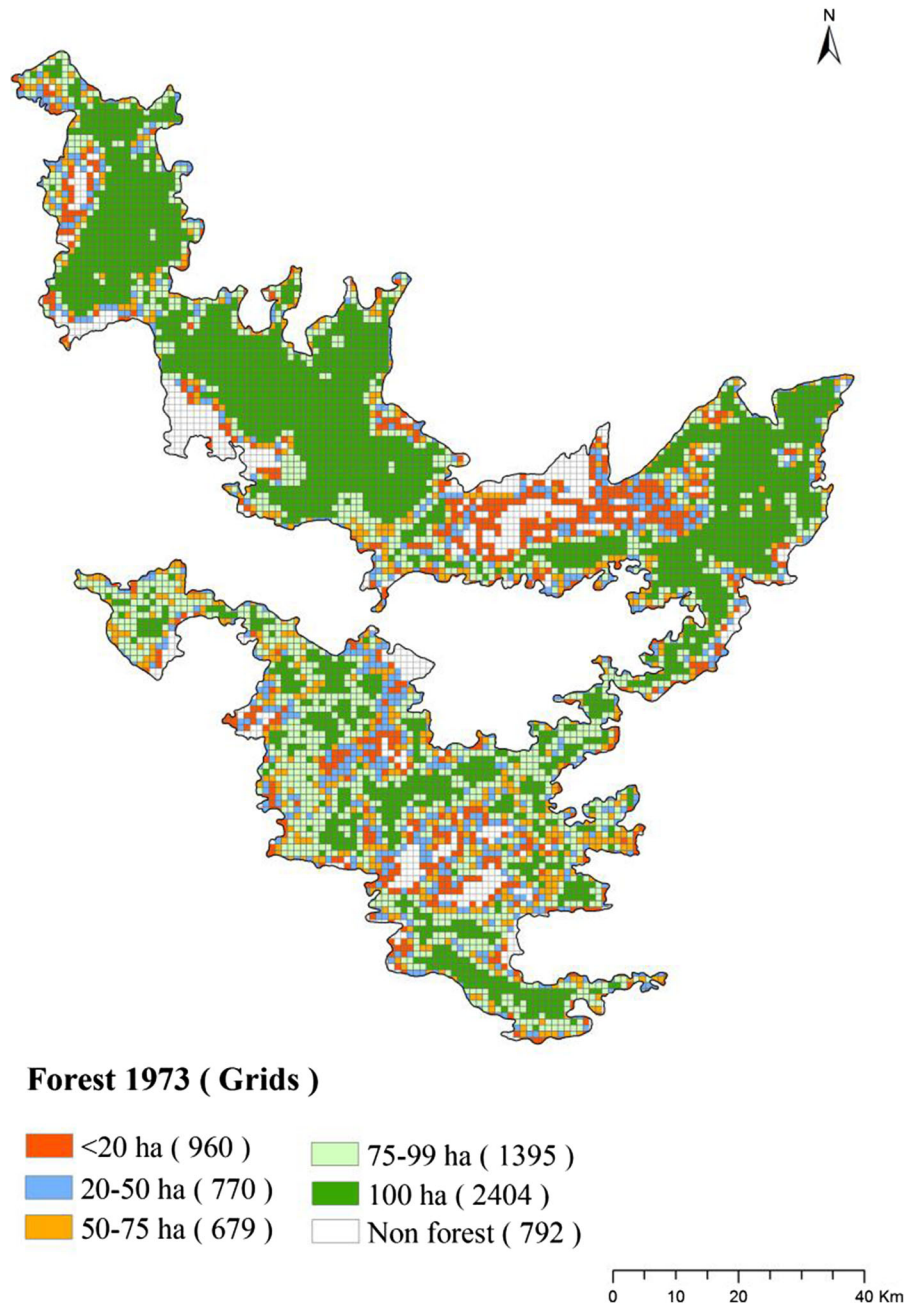 N
Forest 1973 ( Grids )
<20 ha ( 960 )
20-50 ha ( 770 )
50-75 ha ( 679 )
75-99 ha ( 1395 )
100 ha ( 2404 )
Non forest ( 792 )
0 10 20 40 Km